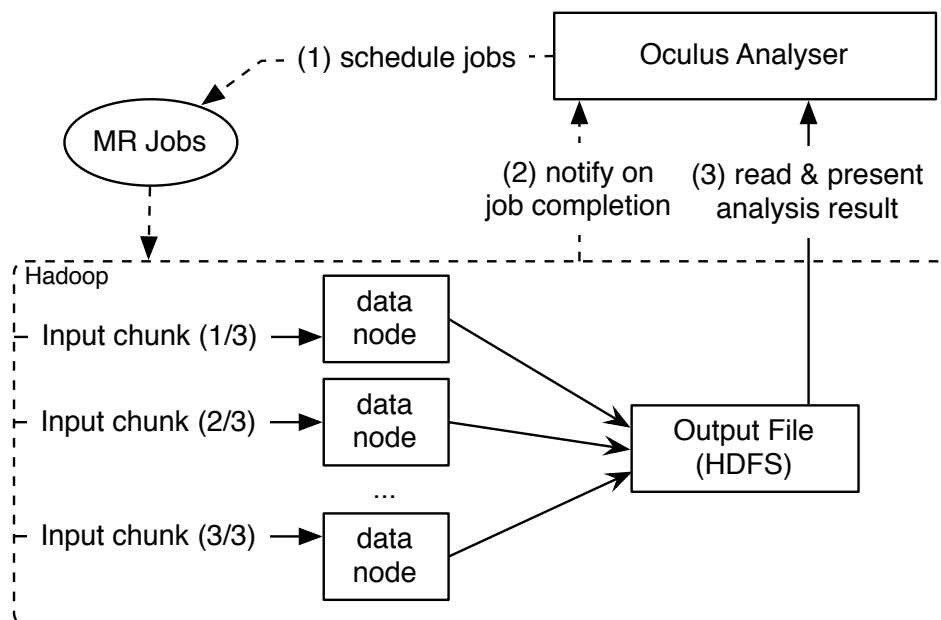 Oculus Analyser
(1) schedule jobs
MR Jobs
(2) notify on
job completion
(3) read & present
analysis result
Hadoop
Input chunk (1/3)
data
node
Input chunk (2/3)
data
node
Output File
(HDFS)
...
Input chunk (3/3)
data
node